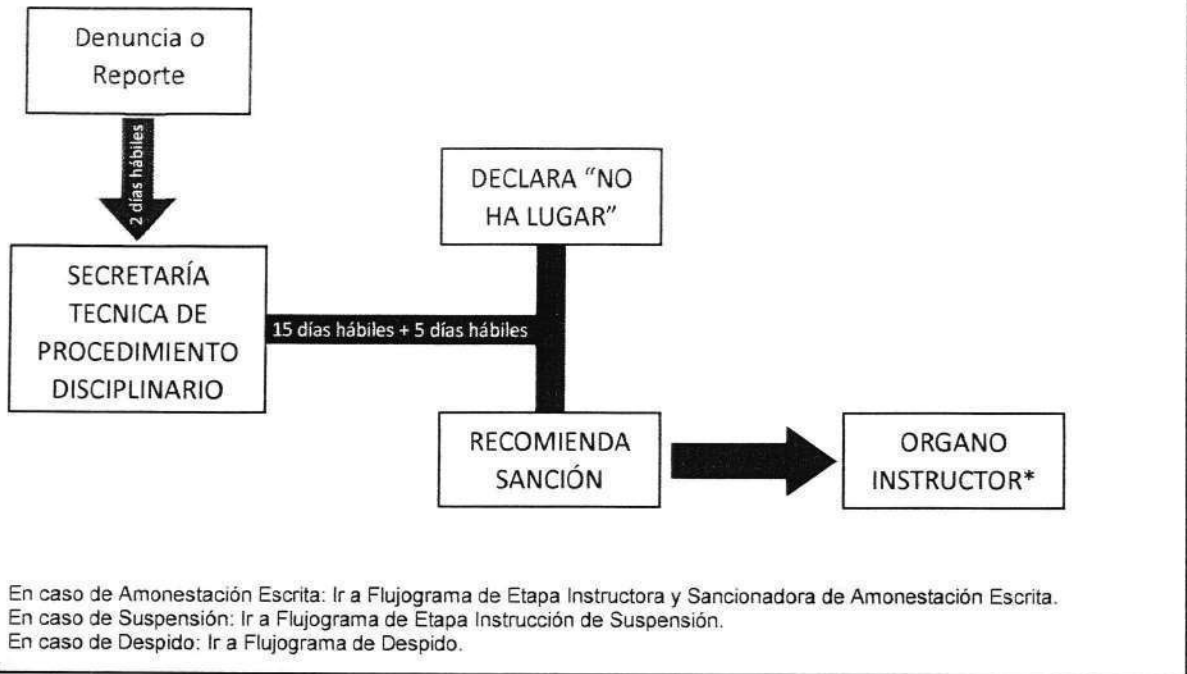 Denuncia o
Reporte
2 días hábiles
SECRETARÍA
TECNICA DE
PROCEDIMIENTO
DISCIPLINARIO
15 días hábiles + 5 días hábiles
DECLARA “NO
HA LUGAR”
RECOMIENDA
SANCIÓN
ORGANO
INSTRUCTOR*
En caso de Amonestación Escrita: Ir a Flujograma de Etapa Instructora y Sancionadora de Amonestación Escrita.
En caso de Suspensión: Ir a Flujograma de Etapa Instrucción de Suspensión.
En caso de Despido: Ir a Flujograma de Despido.